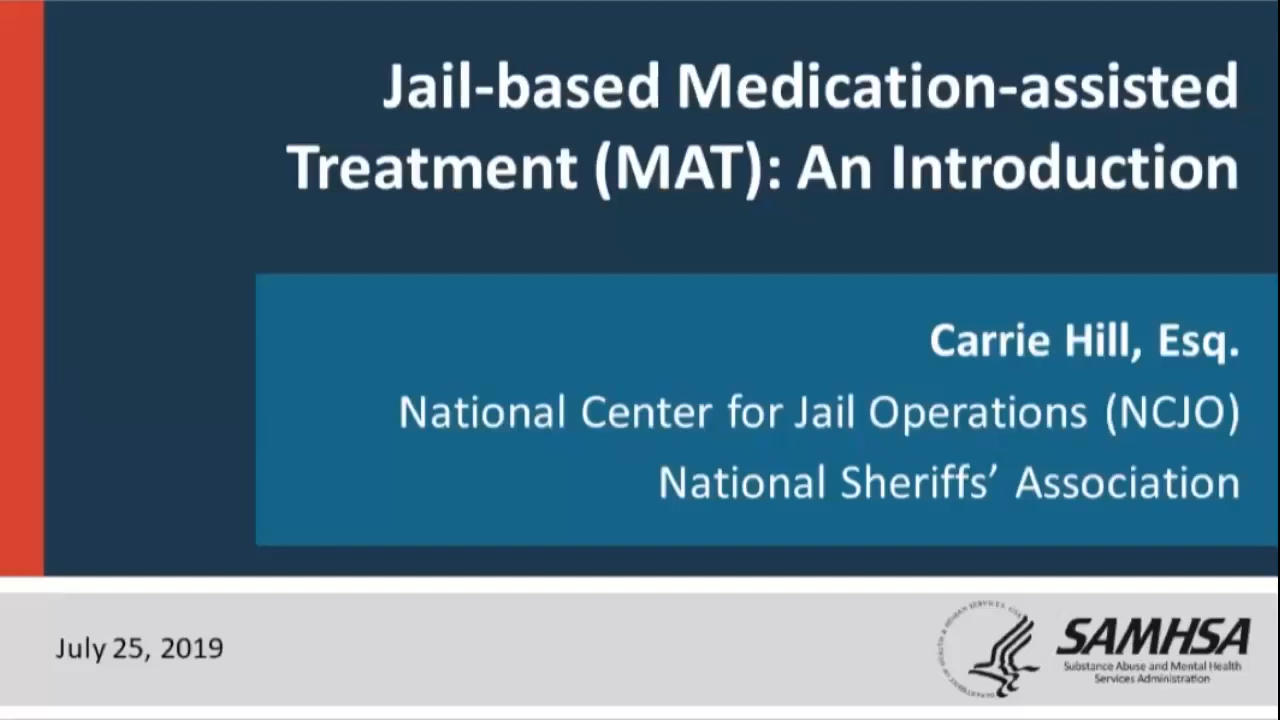 Jail-based Medication-assisted
Treatment (MAT): An Introduction
Carrie Hill, Esq.
National Center for Jail Operations (NCJO)
National Sheriffs’ Association
July 25, 2019
SAMHSA
Substance Abuse and Mental Health
Services Administration